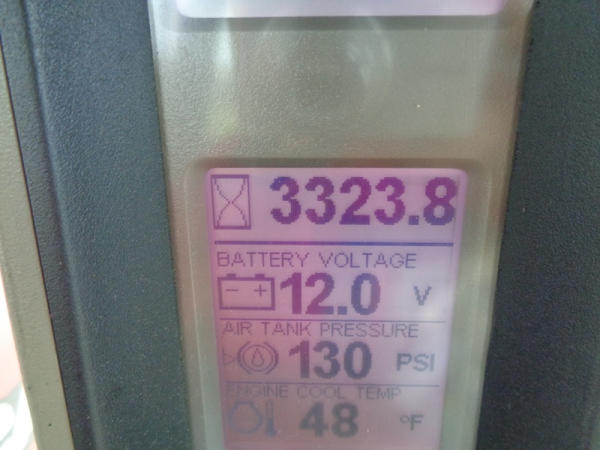 3323.8
BATTERY VOLTAGE
12.0 V
AIR TANK PRESSURE
130 PSI
ENGINE COOL TEMP
48 °F